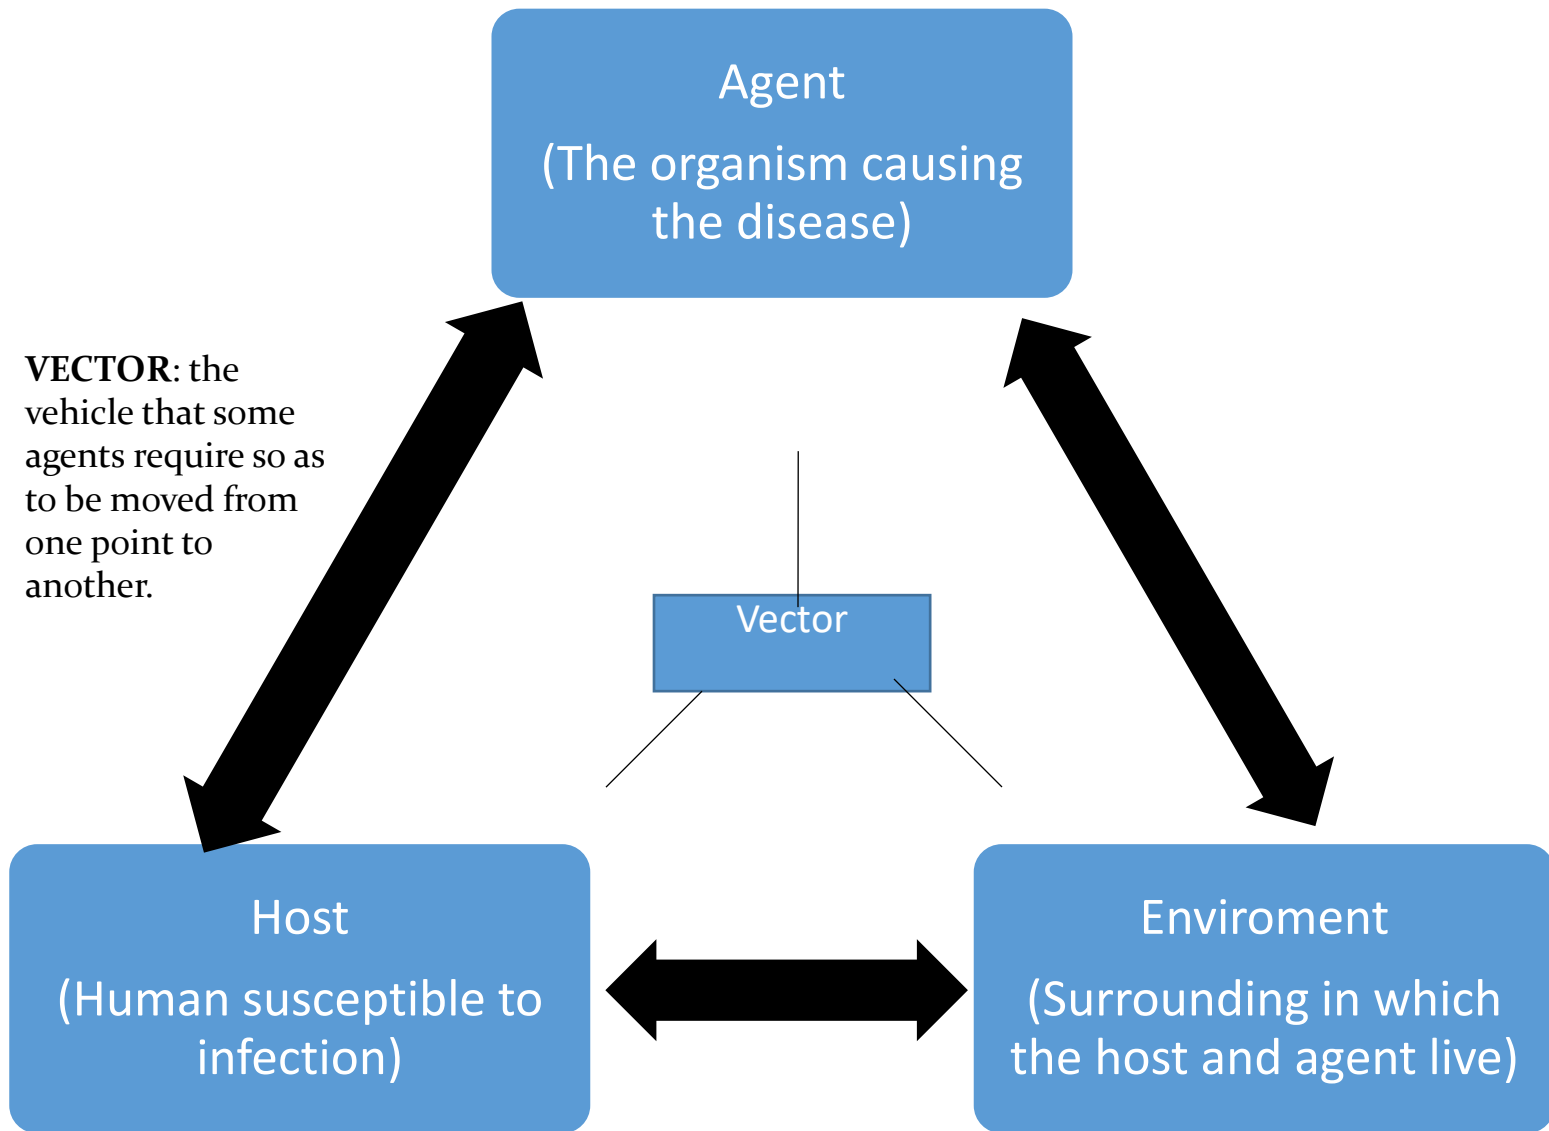 Agent
(The organism causing
the disease)
VECTOR: the
vehicle that some
agents require so as
to be moved from
one point to
another.
Vector
Host
(Human susceptible to
infection)
Enviroment
(Surrounding in which
the host and agent live)